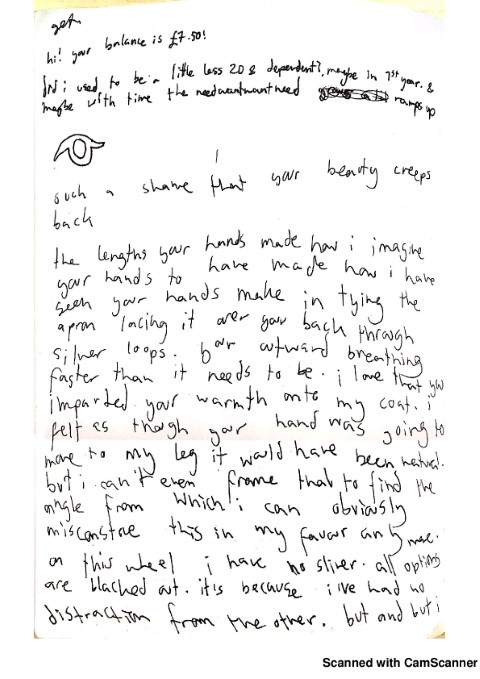 get
hi! your balance is £7.50!
i used to be a little less 20 & dependent?, maybe in 1st year. &
maybe with time the needwantwantneed ramps up
such a shame that your beauty creeps
back
the lengths your hands made how i imagine
your hands to have made how i have
seen your hands make in tying the
apron lacing it over your back through
silver loops. our outward breathing
faster than it needs to be. i love that you
imparted your warmth onto my coat. i
felt as though your hand was going to
move to my leg it would have been natural.
but i can't even frame that to find the
angle from which i can obviously
misconstrue this in my favour any more.
on this wheel i have no sliver. all options
are blacked out. it's because i've had no
distraction from the other. but and but i
Scanned with CamScanner